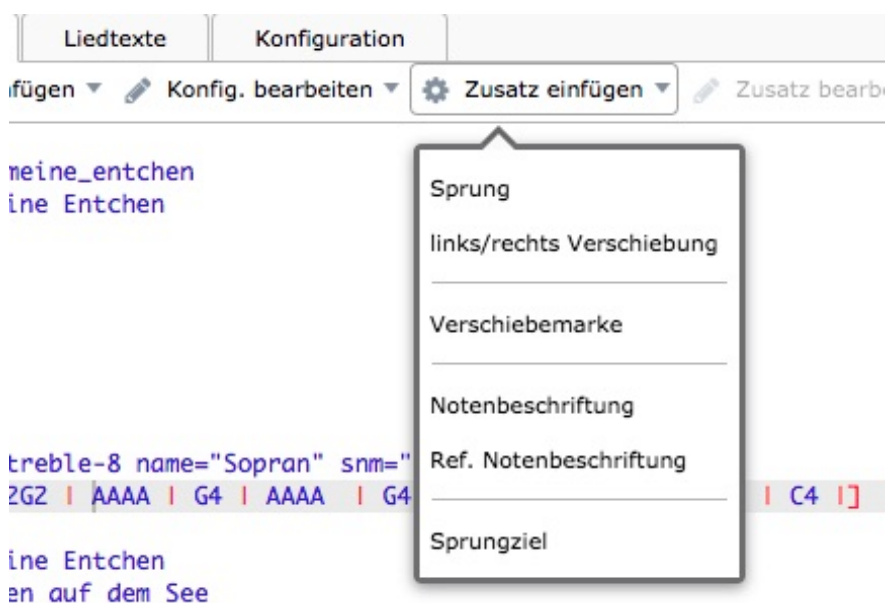 Liedtexte Konfiguration
nfügen Konfig. bearbeiten Zusatz einfügen Zusatz bearb
meine_entchen
ine Entchen
Sprung
links/rechts Verschiebung
Verschiebemarke
Notenbeschriftung
Ref. Notenbeschriftung
Sprungziel
treble-8 name="Sopran" snm="
2G2 | AAAA | G4 | AAAA | G4 | C4 |]
ine Entchen
en auf dem See